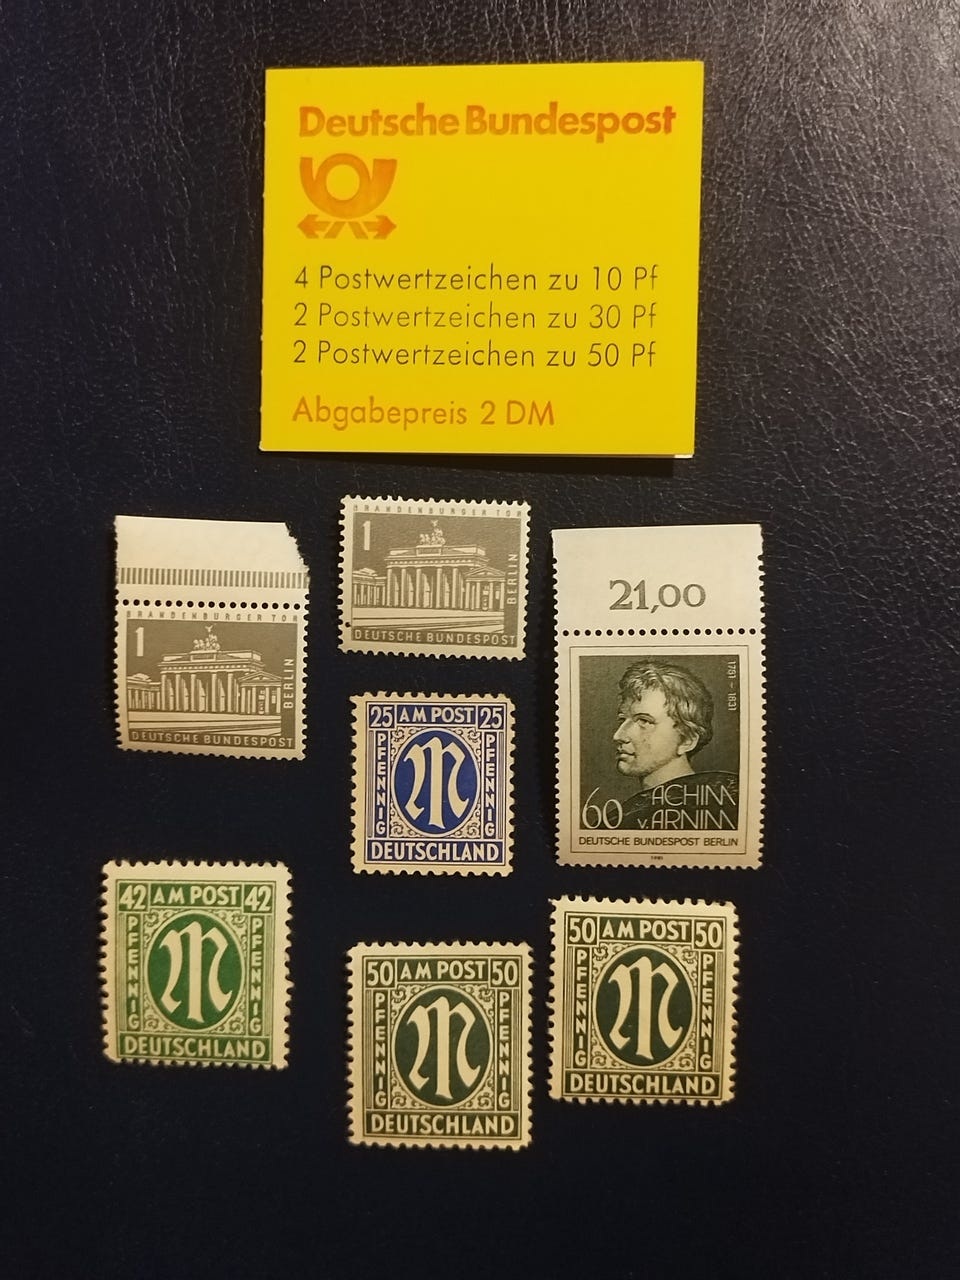 Deutsche Bundespost
4 Postwertzeichen zu 10 Pf
2 Postwertzeichen zu 30 Pf
2 Postwertzeichen zu 50 Pf
Abgabepreis 2 DM
BRANDENBURGER TOR
1
BERLIN
DEUTSCHE BUNDESPOST
BRANDENBURGER TOR
1
BERLIN
DEUTSCHE BUNDESPOST
21,00
1781–1831
60 ACHIM
v. ARNIM
DEUTSCHE BUNDESPOST BERLIN
25 AM POST 25
PFENNIG
M
PFENNIG
DEUTSCHLAND
42 AM POST 42
PFENNIG
M
PFENNIG
DEUTSCHLAND
50 AM POST 50
PFENNIG
M
PFENNIG
DEUTSCHLAND
50 AM POST 50
PFENNIG
M
PFENNIG
DEUTSCHLAND